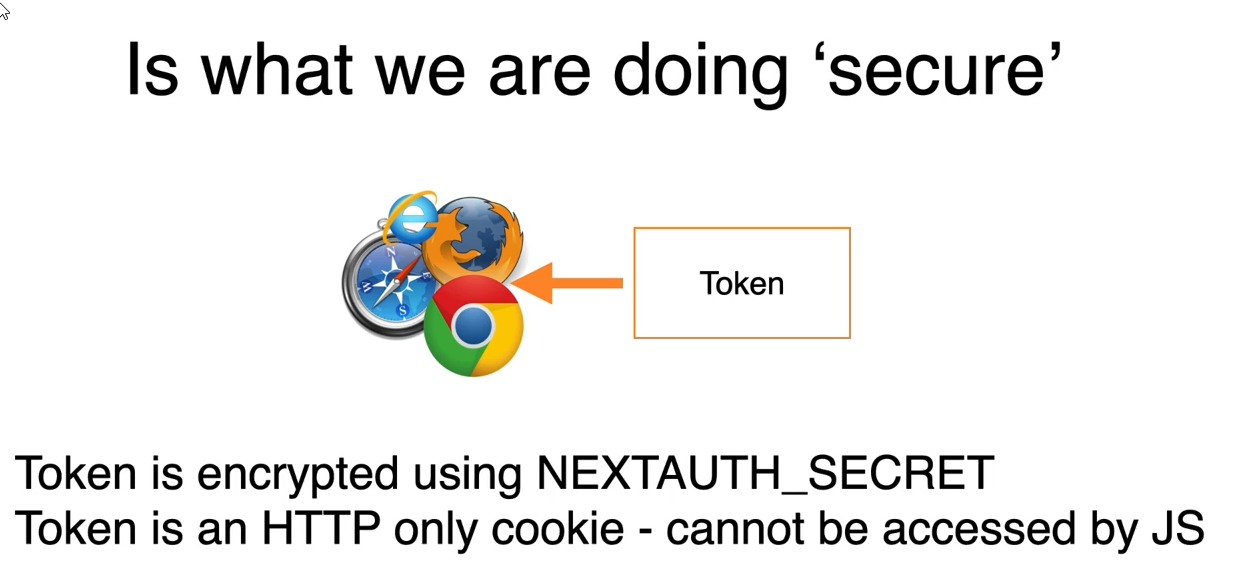 Is what we are doing ‘secure’
Token
Token is encrypted using NEXTAUTH_SECRET
Token is an HTTP only cookie - cannot be accessed by JS